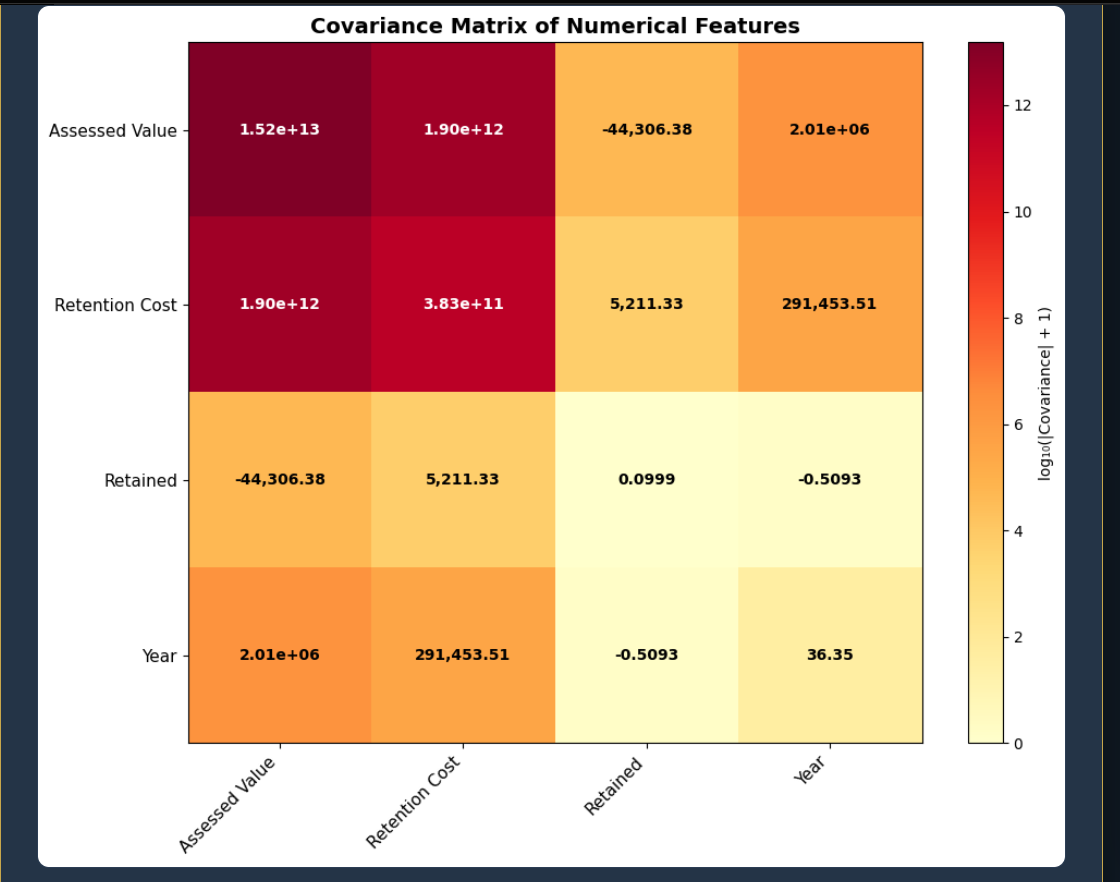 Covariance Matrix of Numerical Features
Assessed Value 1.52e+13 1.90e+12 -44,306.38 2.01e+06
Retention Cost 1.90e+12 3.83e+11 5,211.33 291,453.51
Retained -44,306.38 5,211.33 0.0999 -0.5093
Year 2.01e+06 291,453.51 -0.5093 36.35
Assessed Value Retention Cost Retained Year
12
10
8
6
4
2
0
log₁₀(|Covariance| + 1)